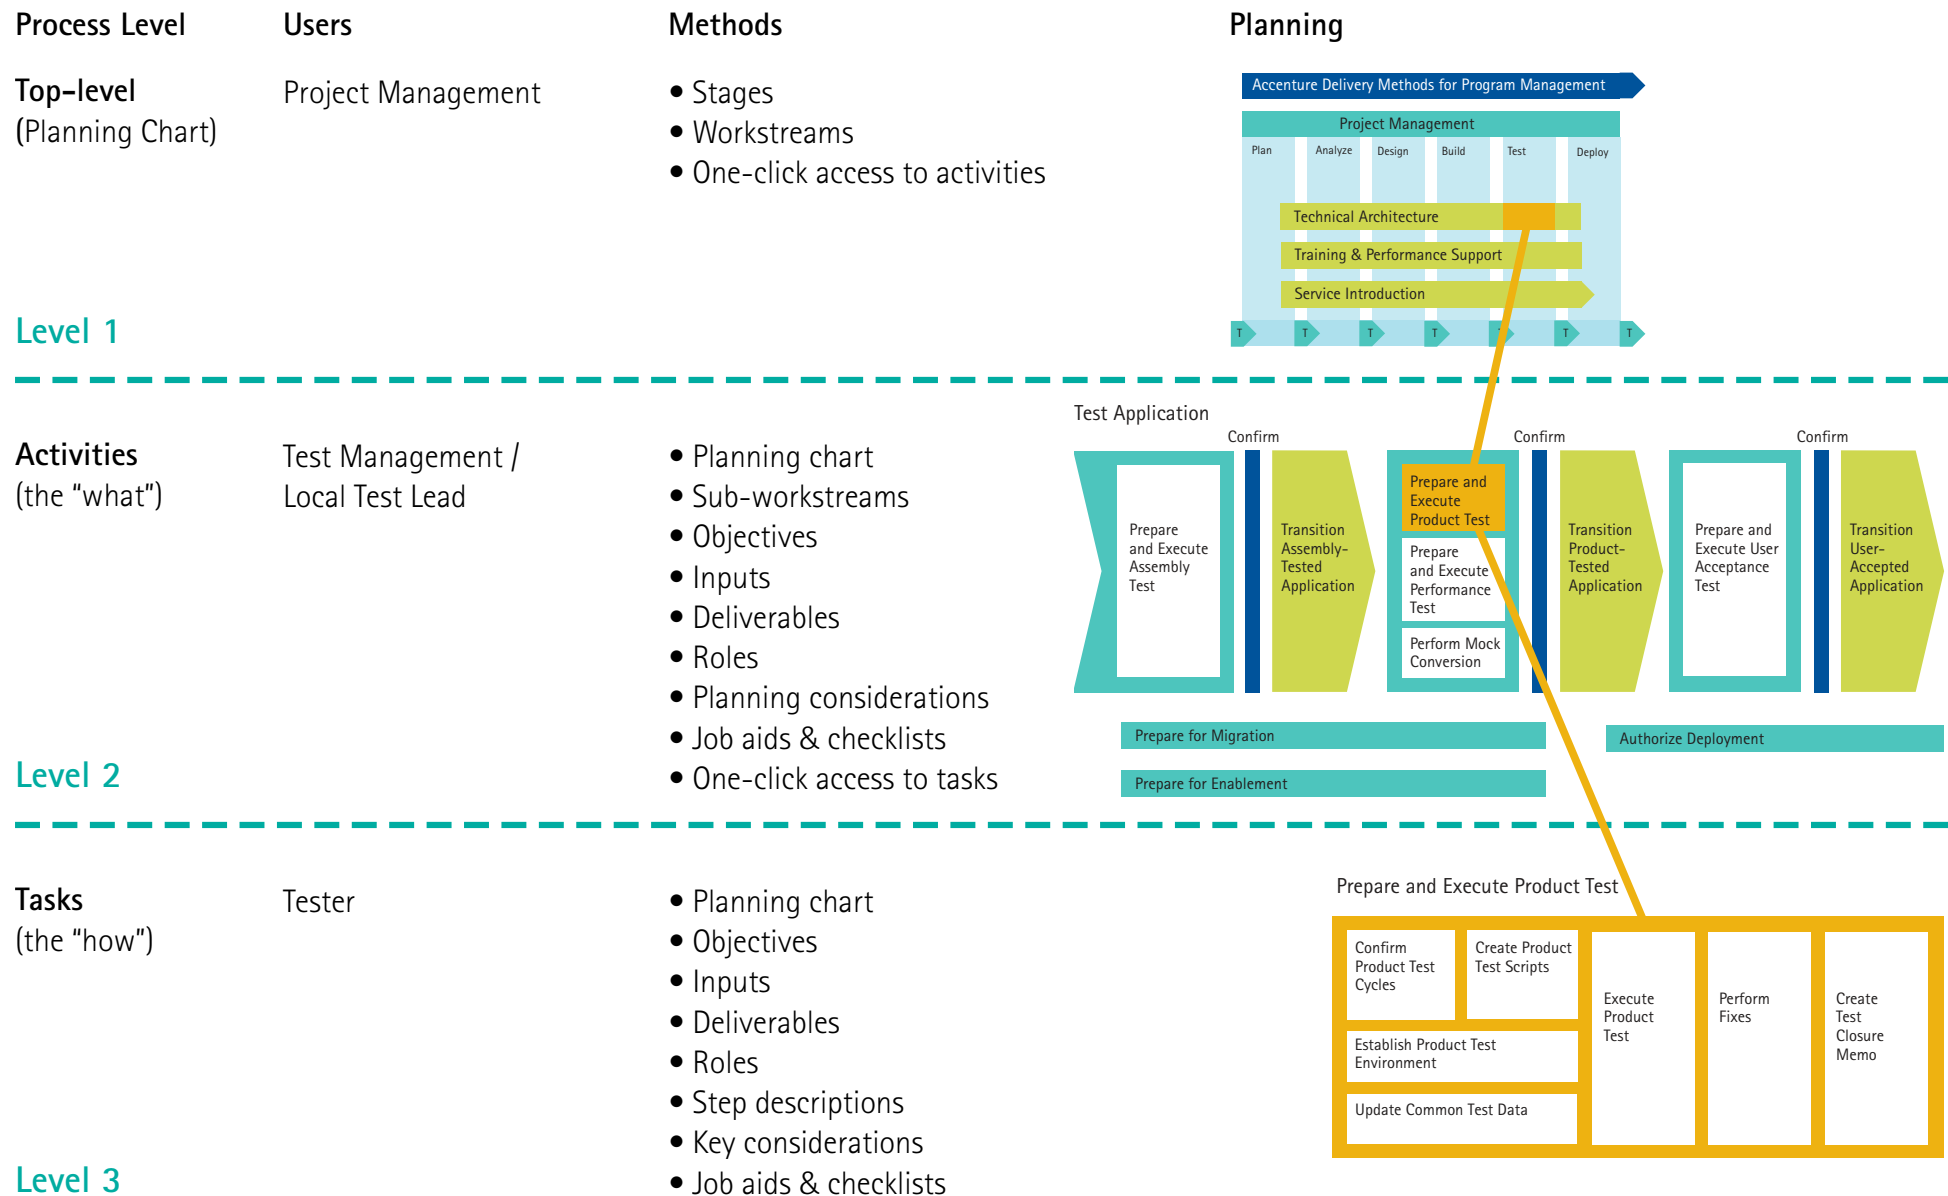 Process Level
Users
Methods
Planning
Top-level
(Planning Chart)
Project Management
• Stages
• Workstreams
• One-click access to activities
Accenture Delivery Methods for Program Management
Project Management
Plan
Analyze
Design
Build
Test
Deploy
Technical Architecture
Training & Performance Support
Service Introduction
T
T
T
T
T
T
T
Level 1
Activities
(the “what”)
Test Management /
Local Test Lead
• Planning chart
• Sub-workstreams
• Objectives
• Inputs
• Deliverables
• Roles
• Planning considerations
• Job aids & checklists
• One-click access to tasks
Test Application
Confirm
Confirm
Confirm
Prepare
and Execute
Assembly
Test
Transition
Assembly-
Tested
Application
Prepare and
Execute
Product Test
Prepare
and Execute
Performance
Test
Perform Mock
Conversion
Transition
Product-
Tested
Application
Prepare and
Execute User
Acceptance
Test
Transition
User-
Accepted
Application
Prepare for Migration
Authorize Deployment
Prepare for Enablement
Level 2
Tasks
(the “how”)
Tester
• Planning chart
• Objectives
• Inputs
• Deliverables
• Roles
• Step descriptions
• Key considerations
• Job aids & checklists
Prepare and Execute Product Test
Confirm
Product Test
Cycles
Create Product
Test Scripts
Establish Product Test
Environment
Update Common Test Data
Execute
Product
Test
Perform
Fixes
Create
Test
Closure
Memo
Level 3